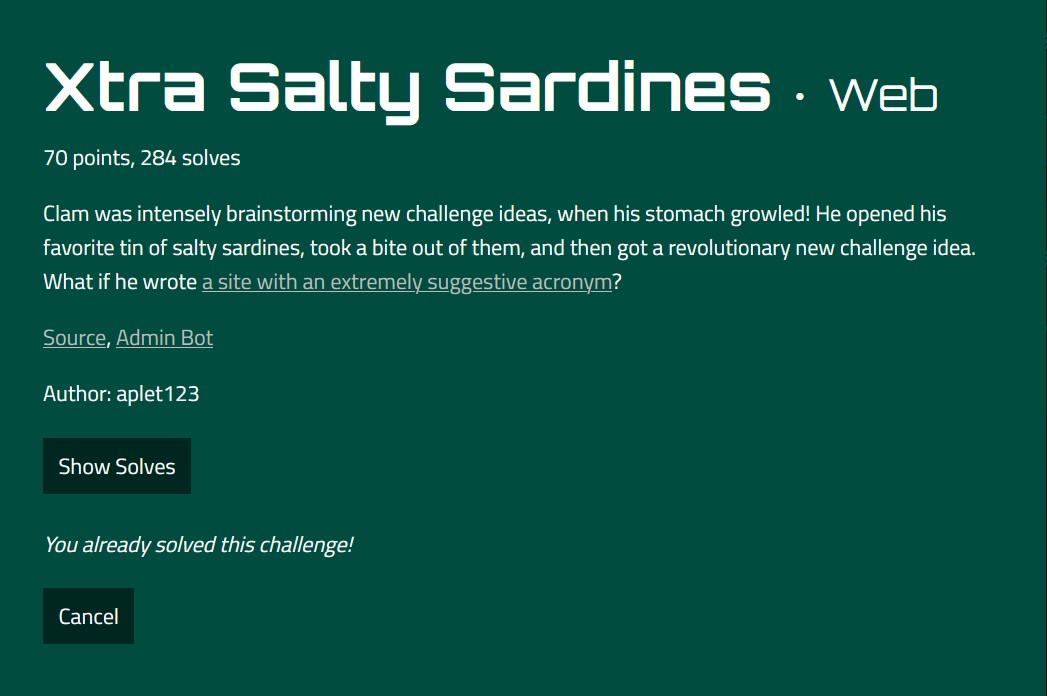 Xtra Salty Sardines · Web
70 points, 284 solves
Clam was intensely brainstorming new challenge ideas, when his stomach growled! He opened his
favorite tin of salty sardines, took a bite out of them, and then got a revolutionary new challenge idea.
What if he wrote a site with an extremely suggestive acronym?
Source, Admin Bot
Author: aplet123
Show Solves
You already solved this challenge!
Cancel